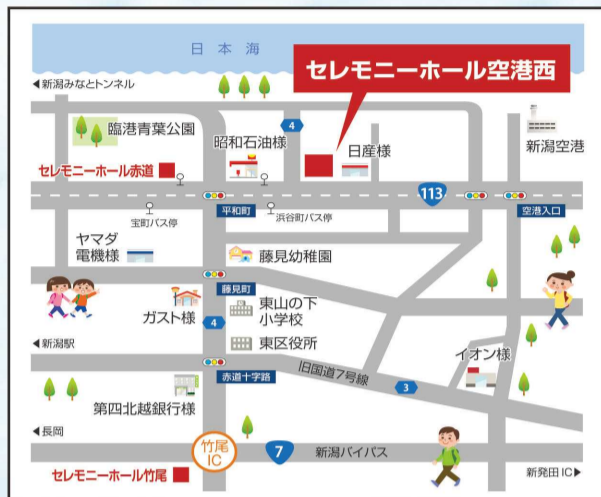 日本海
◀新潟みなとトンネル
セレモニーホール空港西
臨港青葉公園
昭和石油様
4
日産様
新潟空港
セレモニーホール赤道
113
平和町
空港入口
宝町バス停
浜谷町バス停
ヤマダ
電機様
藤見幼稚園
藤見町
ガスト様
東山の下
小学校
4
東区役所
◀新潟駅
イオン様
旧国道7号線
赤道十字路
3
第四北越銀行様
◀長岡
竹尾
IC
7
新潟バイパス
セレモニーホール竹尾
新発田IC▶